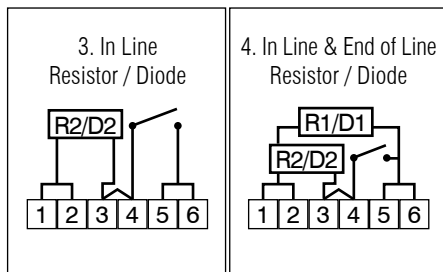 3. In Line
Resistor / Diode
R2/D2
1 2 3 4 5 6
4. In Line & End of Line
Resistor / Diode
R1/D1
R2/D2
1 2 3 4 5 6